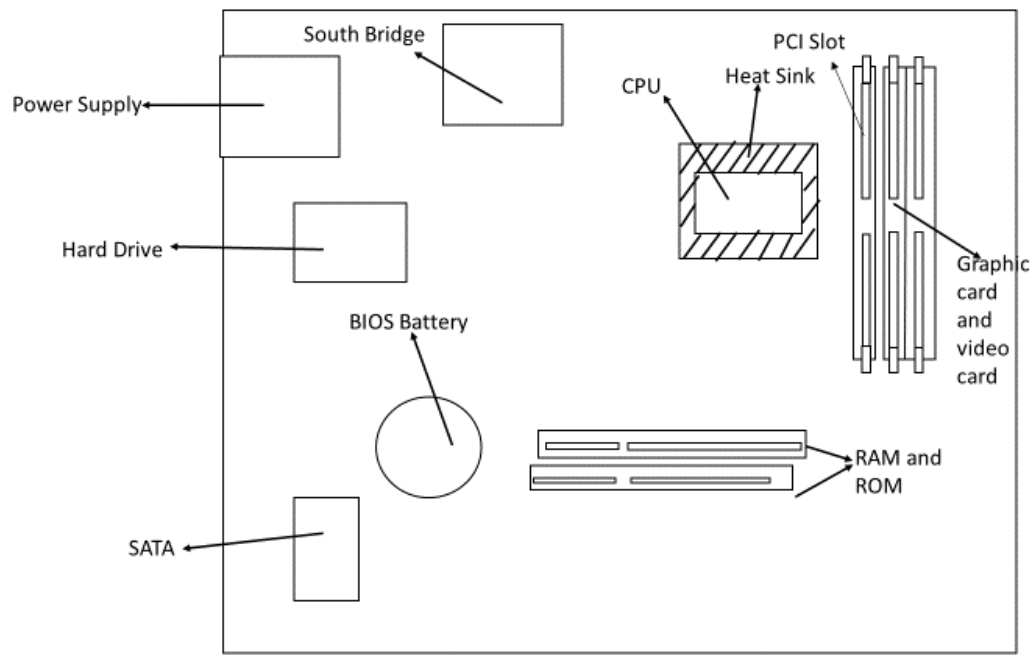 South Bridge
PCI Slot
Heat Sink
CPU
Power Supply
Hard Drive
Graphic
card
and
video
card
BIOS Battery
RAM and
ROM
SATA